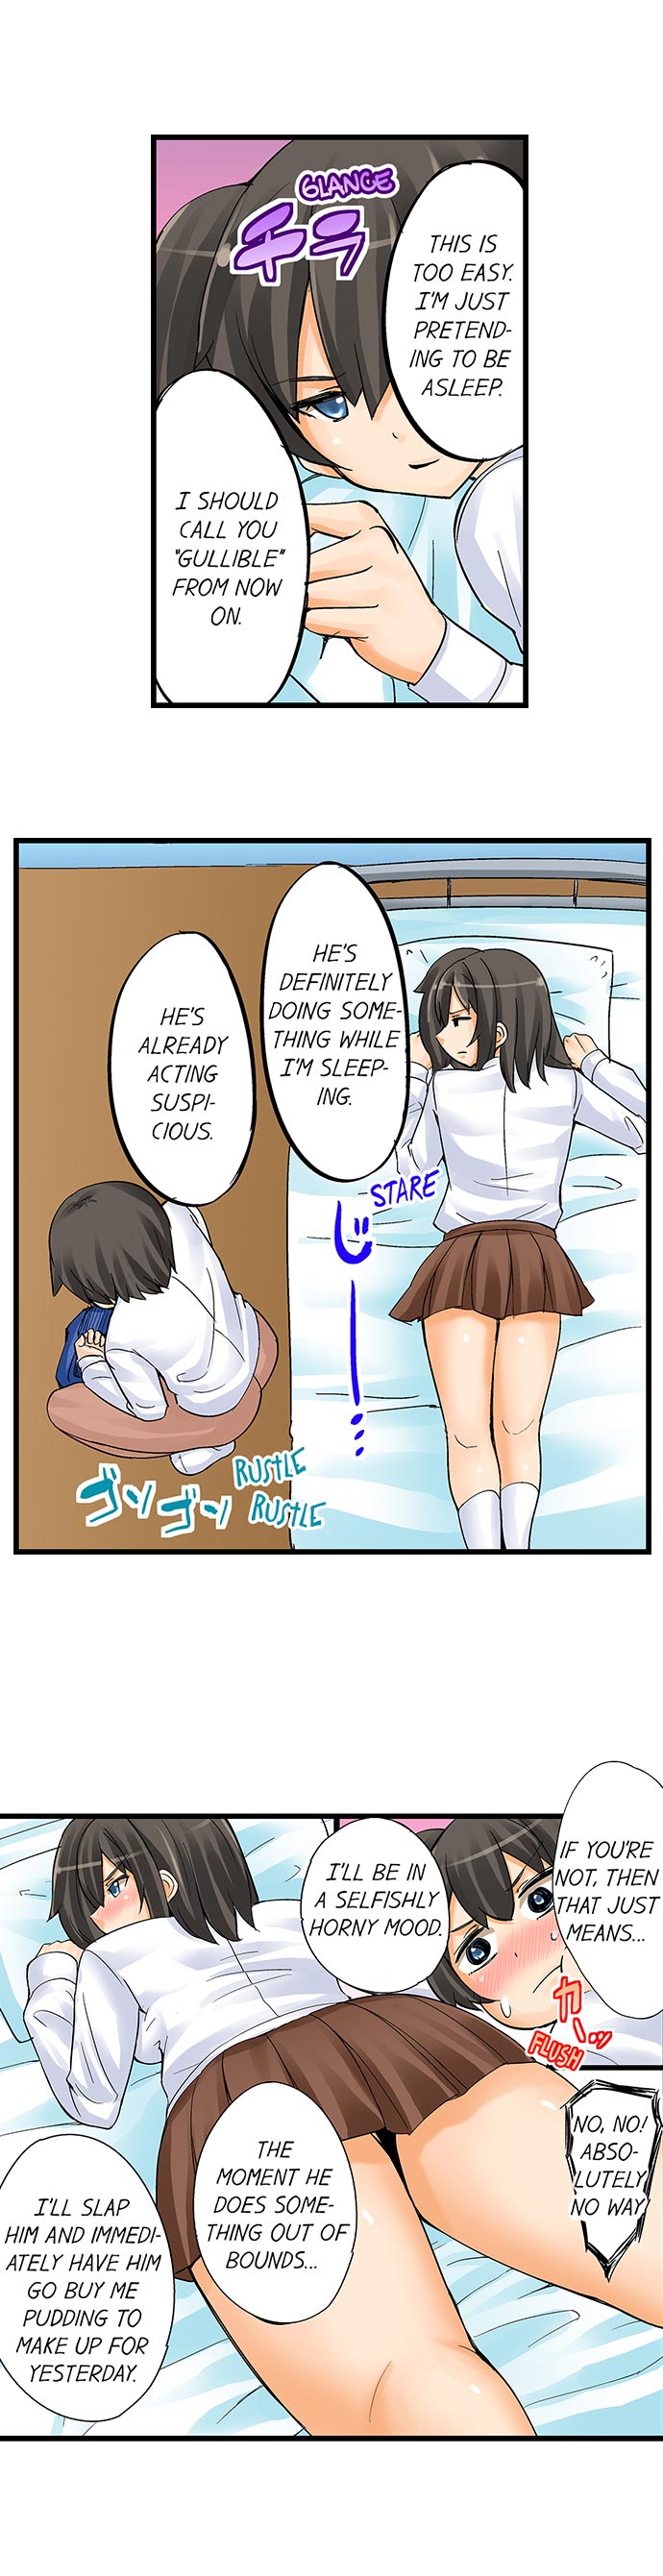 GLANCE
チラ
THIS IS
TOO EASY.
I'M JUST
PRETEND-
ING TO BE
ASLEEP.
I SHOULD
CALL YOU
"GULLIBLE"
FROM NOW
ON.
HE'S
DEFINITELY
DOING SOME-
THING WHILE
I'M SLEEP-
ING.
HE'S
ALREADY
ACTING
SUSPI-
CIOUS.
STARE
じー...
RUSTLE
RUSTLE
ゴソゴソ
IF YOU'RE
NOT, THEN
THAT JUST
MEANS...
I'LL BE IN
A SELFISHLY
HORNY MOOD.
カァッ
FLUSH
NO, NO!
ABSO-
LUTELY
NO WAY
THE
MOMENT HE
DOES SOME-
THING OUT OF
BOUNDS...
I'LL SLAP
HIM AND IMMEDI-
ATELY HAVE HIM
GO BUY ME
PUDDING TO
MAKE UP FOR
YESTERDAY.